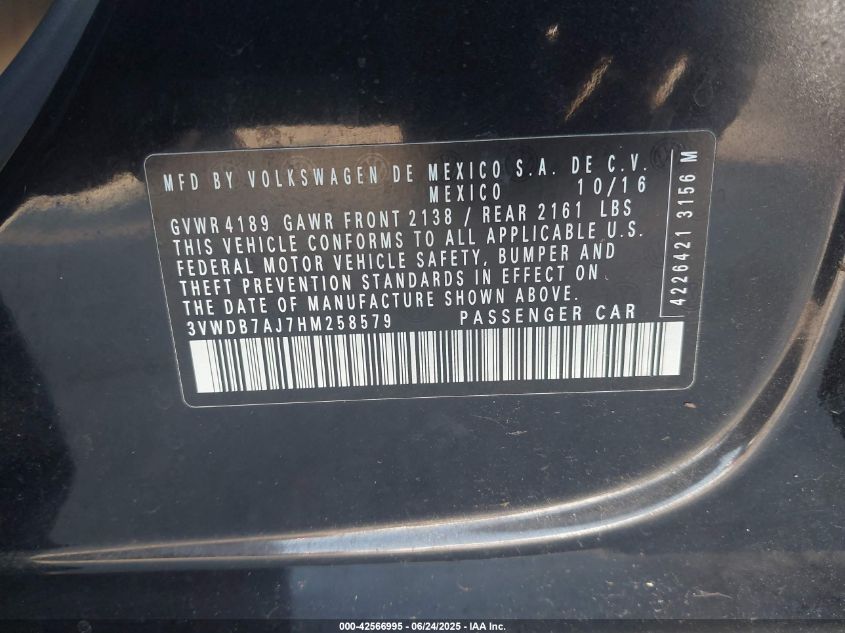 MFD BY VOLKSWAGEN DE MEXICO S.A. DE C.V.
MEXICO 10/16
GVWR 4189 GAWR FRONT 2138 / REAR 2161 LBS
THIS VEHICLE CONFORMS TO ALL APPLICABLE U.S.
FEDERAL MOTOR VEHICLE SAFETY, BUMPER AND
THEFT PREVENTION STANDARDS IN EFFECT ON
THE DATE OF MANUFACTURE SHOWN ABOVE.
3VWDB7AJ7HM258579 PASSENGER CAR
4226421 3156 M
000-42566995 - 06/24/2025 - IAA Inc.